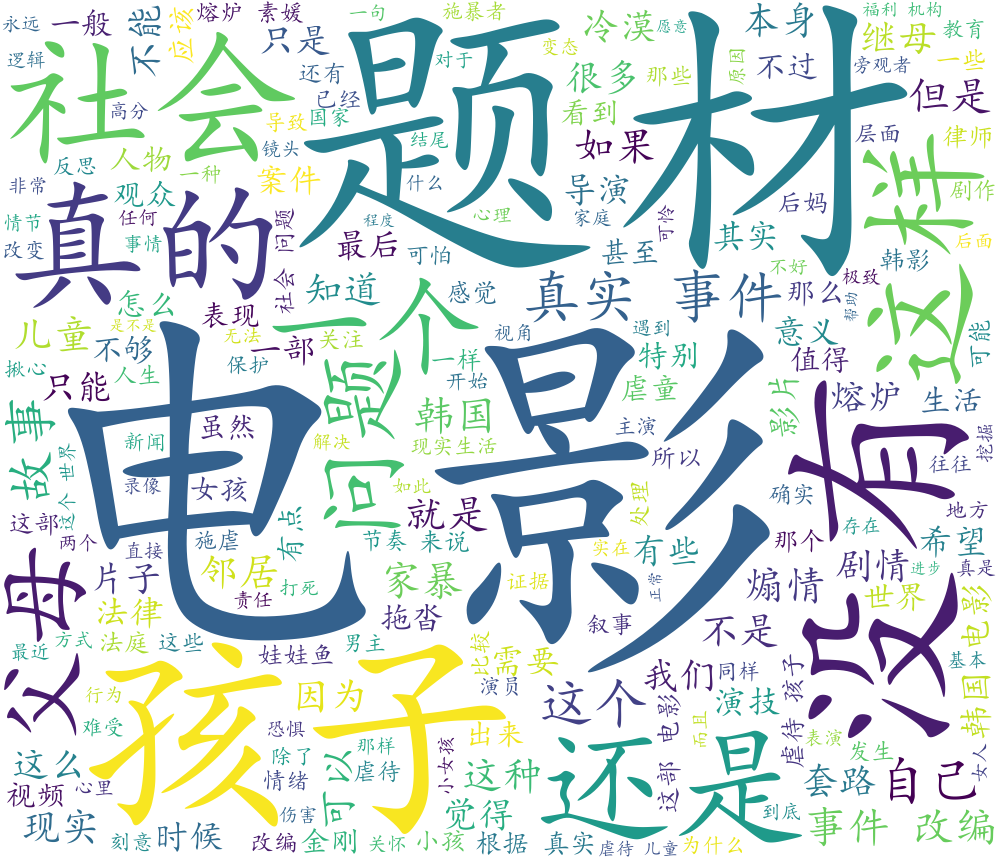 永远
一般
不能
应该
熔炉
素媛
一句
施暴者
冷漠
愿意
本身
福利
机构
继母
教育
逻辑
社会
只是
题材
变态
原因
旁观者
一些
高分
还有
对于
很多
那些
不过
但是
已经
国家
看到
导致
反思
人物
镜头
结尾
如果
层面
律师
非常
一种
案件
什么
导演
这样
剧作
真的
观众
后妈
情节
任何
问题
心理
家庭
可怜
后面
改变
事情
程度
最后
可怕
甚至
其实
韩影
社会
不好
极致
怎么
知道
感觉
真实
事件
那么
帮助
表现
一个
儿童
是不是
无法
关注
视角
遇到
意义
可能
不够
一部
一样
特别
值得
揪心
保护
问题
开始
虐童
只能
人生
韩国
影片
没有
熔炉
生活
故事
电影
虽然
主演
挖掘
新闻
解决
现实生活
所以
往往
这个
世界
录像
女孩
如此
处理
确实
这部
有点
就是
地方
两个
直接
施虐
节奏
来说
实在
有些
那个
存在
希望
父母
片子
邻居
打死
家暴
证据
煽情
剧情
进步
真是
责任
正常
法律
拖沓
世界
电影
叙事
不是
最近
方式
法庭
这些
男主
比较
需要
娃娃鱼
我们
同样
基本
孩子
因为
演员
这个
电影
演技
孩子
韩国
行为
难受
恐惧
出来
还是
而且
虐待
表演
发生
女人
这么
除了
那样
可以
小女孩
这种
这部
套路
自己
视频
心里
情绪
虐待
觉得
到底
现实
伤害
刻意
时候
改编
金刚
关怀
小孩
根据
真实
虐待
儿童
为什么
事件
改编